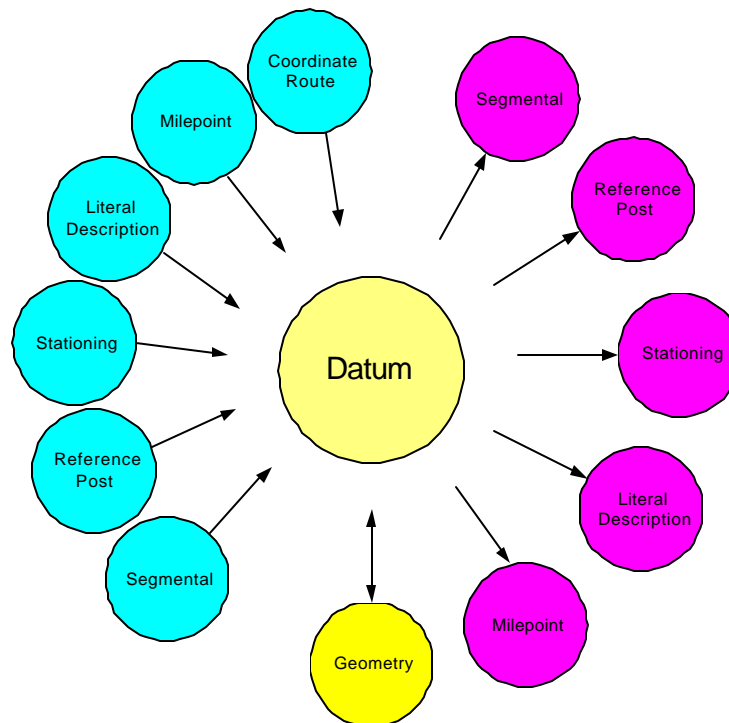 Coordinate
Route
Milepoint
Literal
Description
Stationing
Reference
Post
Segmental
Datum
Geometry
Segmental
Reference
Post
Stationing
Literal
Description
Milepoint